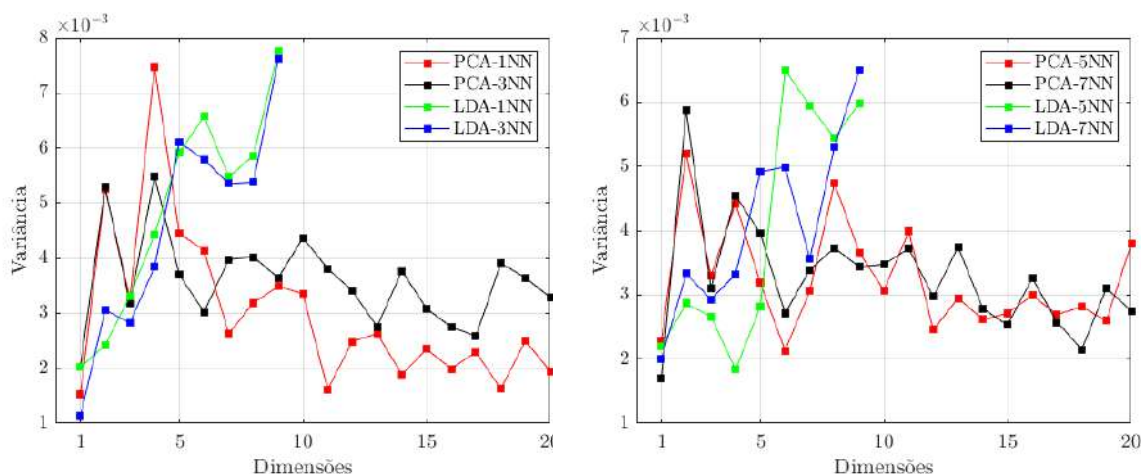 ×10⁻³
8
7
6
5
4
3
2
1
Variância
1 5 10 15 20
Dimensões
PCA-1NN
PCA-3NN
LDA-1NN
LDA-3NN
×10⁻³
7
6
5
4
3
2
1
Variância
1 5 10 15 20
Dimensões
PCA-5NN
PCA-7NN
LDA-5NN
LDA-7NN